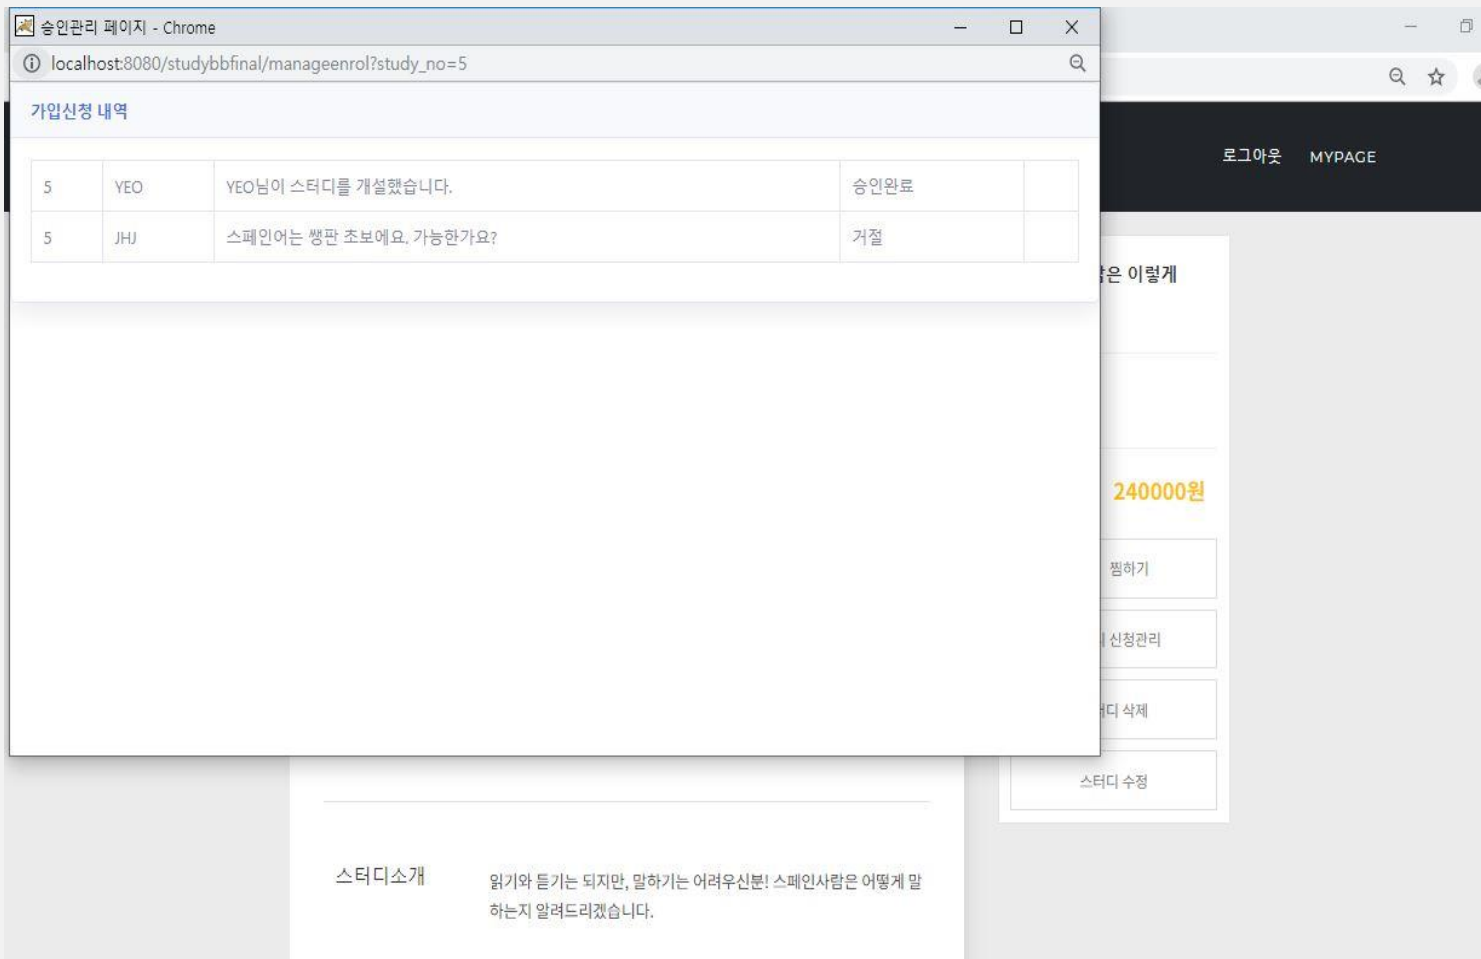 승인관리 페이지 - Chrome
localhost:8080/studybbfinal/manageenrol?study_no=5
가입신청 내역
로그아웃 MYPAGE
5 YEO YEO님이 스터디를 개설했습니다. 승인완료
5 JHJ 스페인어는 쌩판 초보에요. 가능한가요? 거절
은 이렇게
240000원
찜하기
신청관리
삭제
스터디 수정
스터디소개
읽기와 듣기는 되지만, 말하기는 어려우신분! 스페인사람은 어떻게 말
하는지 알려드리겠습니다.